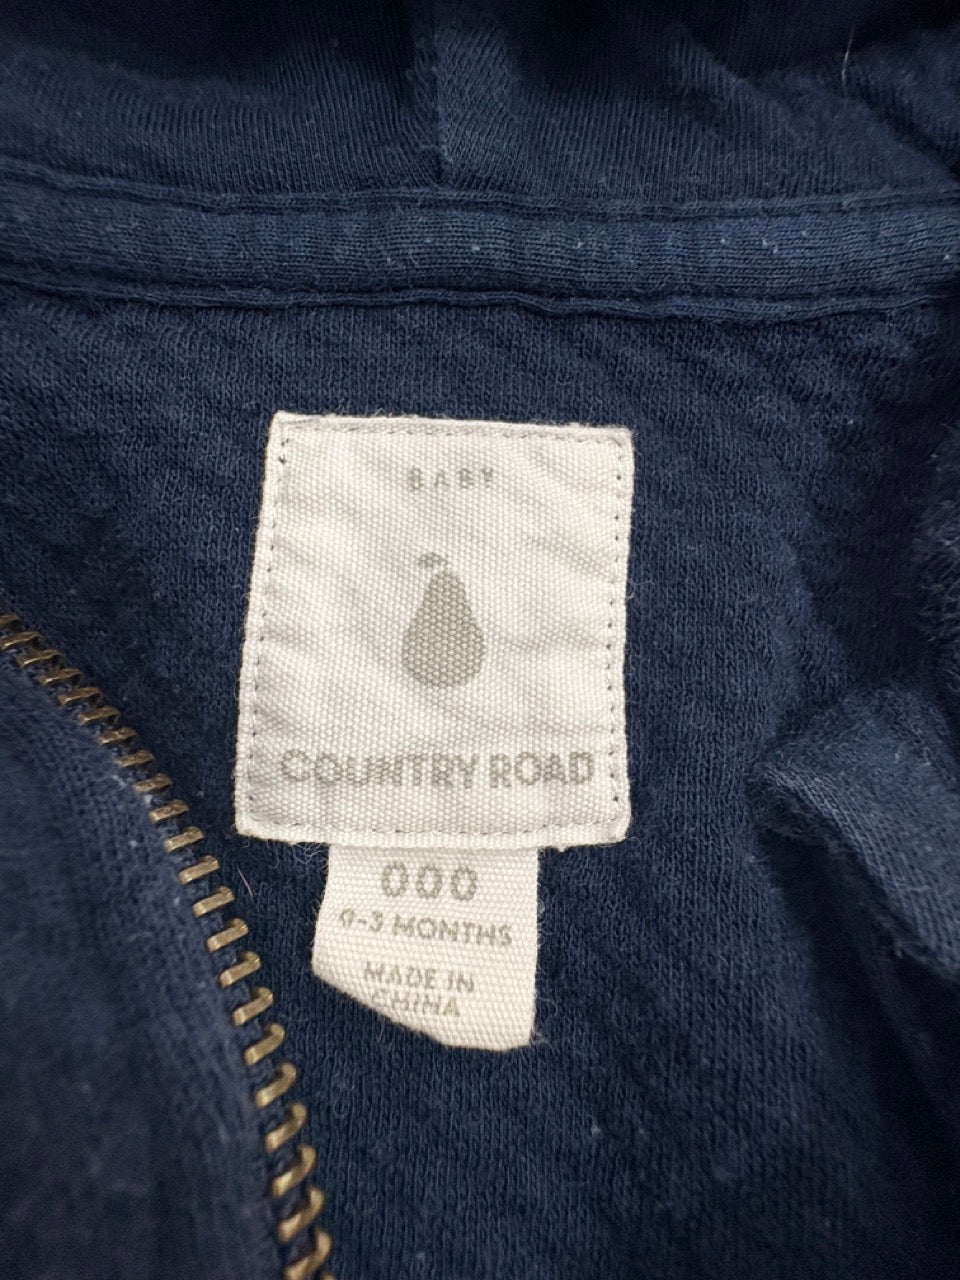 BABY
COUNTRY ROAD
000
0-3 MONTHS
MADE IN
CHINA